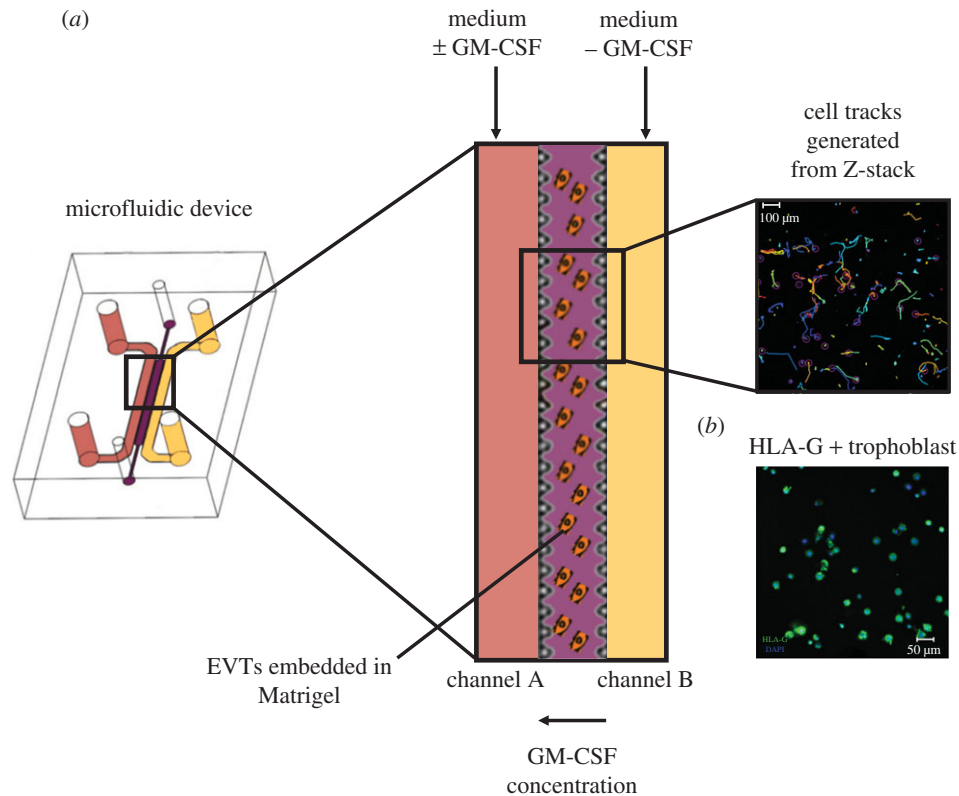 (a)
medium
± GM-CSF
medium
– GM-CSF
cell tracks
generated
from Z-stack
microfluidic device
100 µm
(b)
HLA-G + trophoblast
HLA-G
DAPI
50 µm
EVTs embedded in
Matrigel
channel A
channel B
GM-CSF
concentration